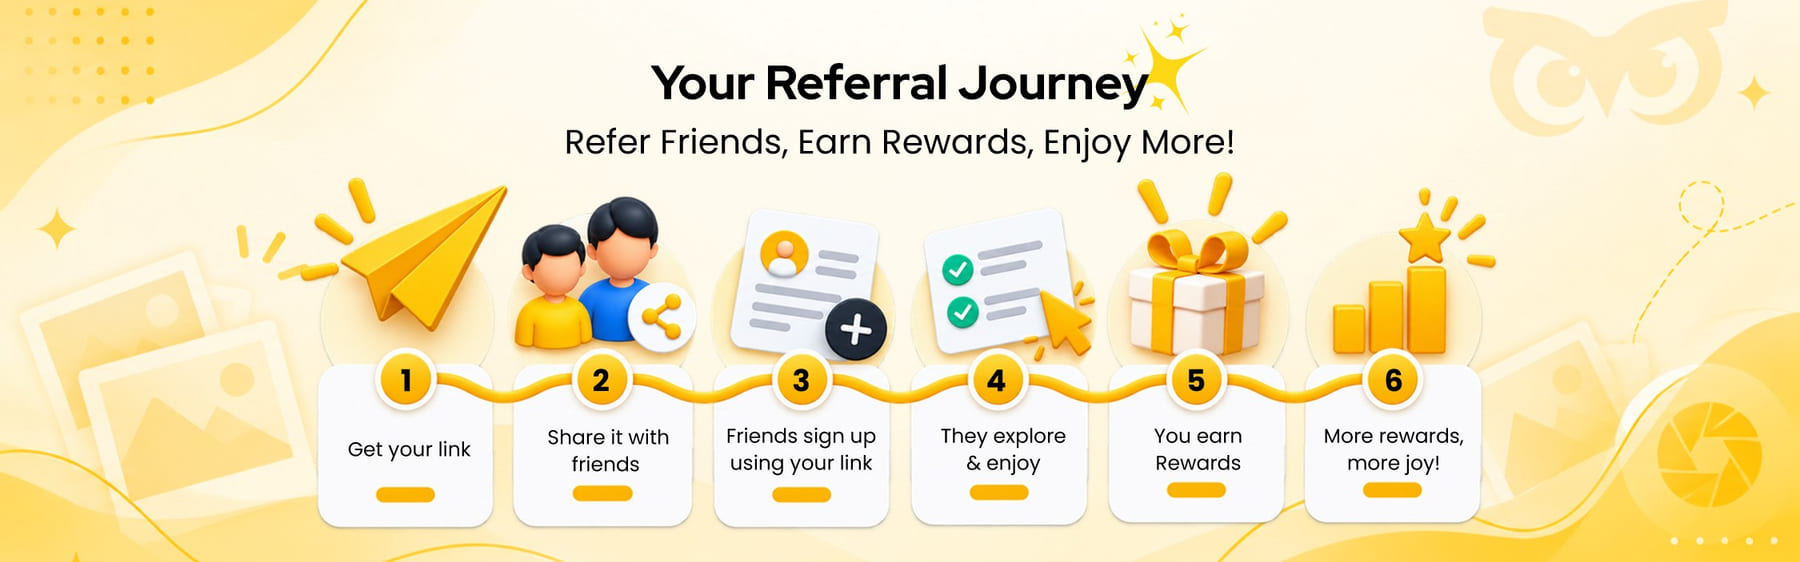 Your Referral Journey
Refer Friends, Earn Rewards, Enjoy More!
1
Get your link
2
Share it with
friends
3
Friends sign up
using your link
4
They explore
& enjoy
5
You earn
Rewards
6
More rewards,
more joy!